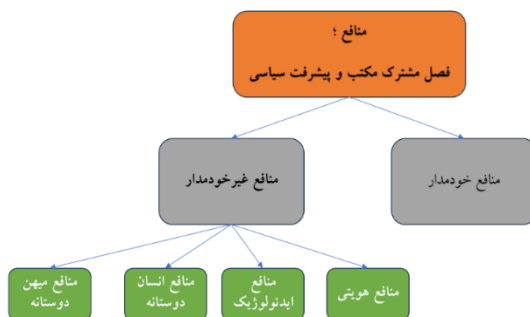 منافع ؛
فصل مشترک مکتب و پیشرفت سیاسی
منافع خودمدار
منافع غیرخودمدار
منافع هویتی
منافع
ایدئولوژیک
منافع انسان
دوستانه
منافع میهن
دوستانه